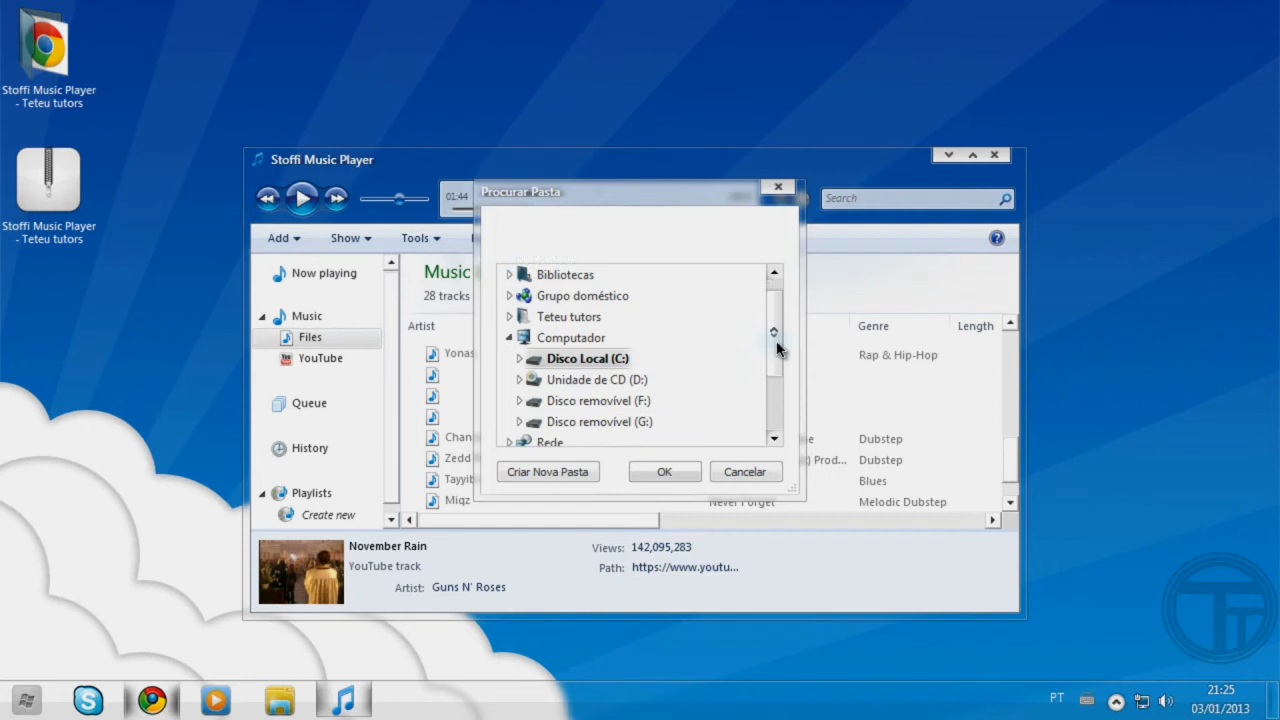 Stoffi Music Player
- Teteu tutors
Stoffi Music Player
- Teteu tutors
Stoffi Music Player
01:44
Search
Add
Show
Tools
Procurar Pasta
Bibliotecas
Grupo doméstico
Teteu tutors
Computador
Disco Local (C:)
Unidade de CD (D:)
Disco removível (F:)
Disco removível (G:)
Rede
Criar Nova Pasta
OK
Cancelar
Now playing
Music
Files
YouTube
Queue
History
Playlists
Create new
Music
28 tracks
Artist
Genre
Length
Yonas
Rap & Hip-Hop
Chan
Dubstep
Zedd
) Prod...
Dubstep
Tayyib
Blues
Miqz
Never Forget
Melodic Dubstep
November Rain
YouTube track
Artist: Guns N' Roses
Views: 142,095,283
Path: https://www.youtu...
PT
21:25
03/01/2013